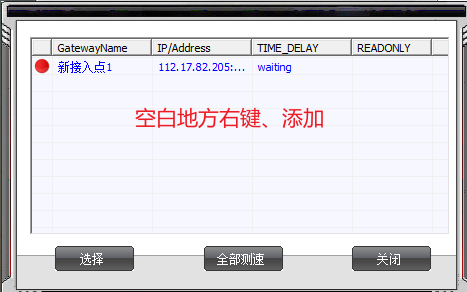 GatewayName IP/Address TIME_DELAY READONLY
新接入点1 112.17.82.205:... waiting
空白地方右键、添加
选择 全部测速 关闭